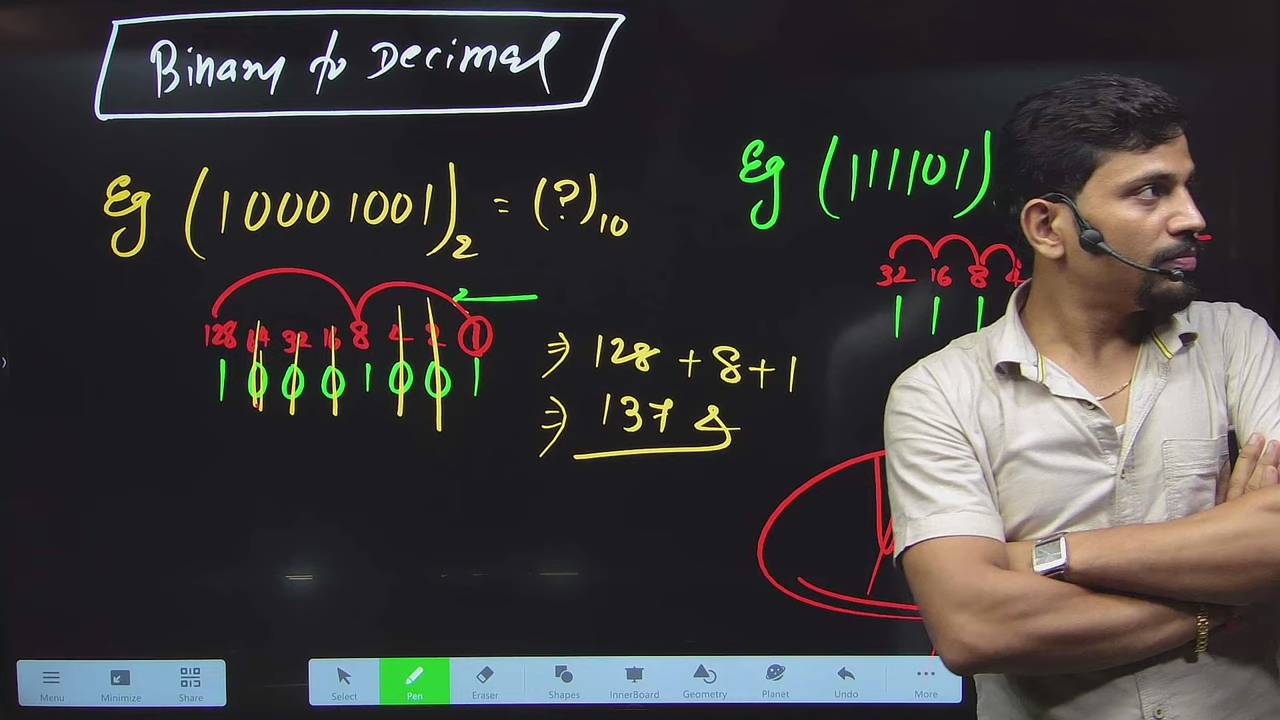 Binary to Decimal
Eg (10001001)₂ = (?)₁₀
128 64 32 16 8 4 2 1
1 0 0 0 1 0 0 1
⇒ 128 + 8 + 1
⇒ 137
Eg (111101)
32 16 8 4
1 1 1
Menu
Minimize
Share
Select
Pen
Eraser
Shapes
InnerBoard
Geometry
Planet
Undo
More